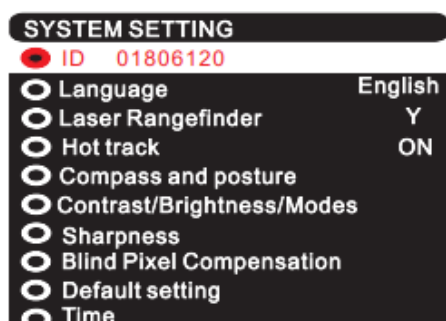 SYSTEM SETTING
ID 01806120
Language English
Laser Rangefinder Y
Hot track ON
Compass and posture
Contrast/Brightness/Modes
Sharpness
Blind Pixel Compensation
Default setting
Time